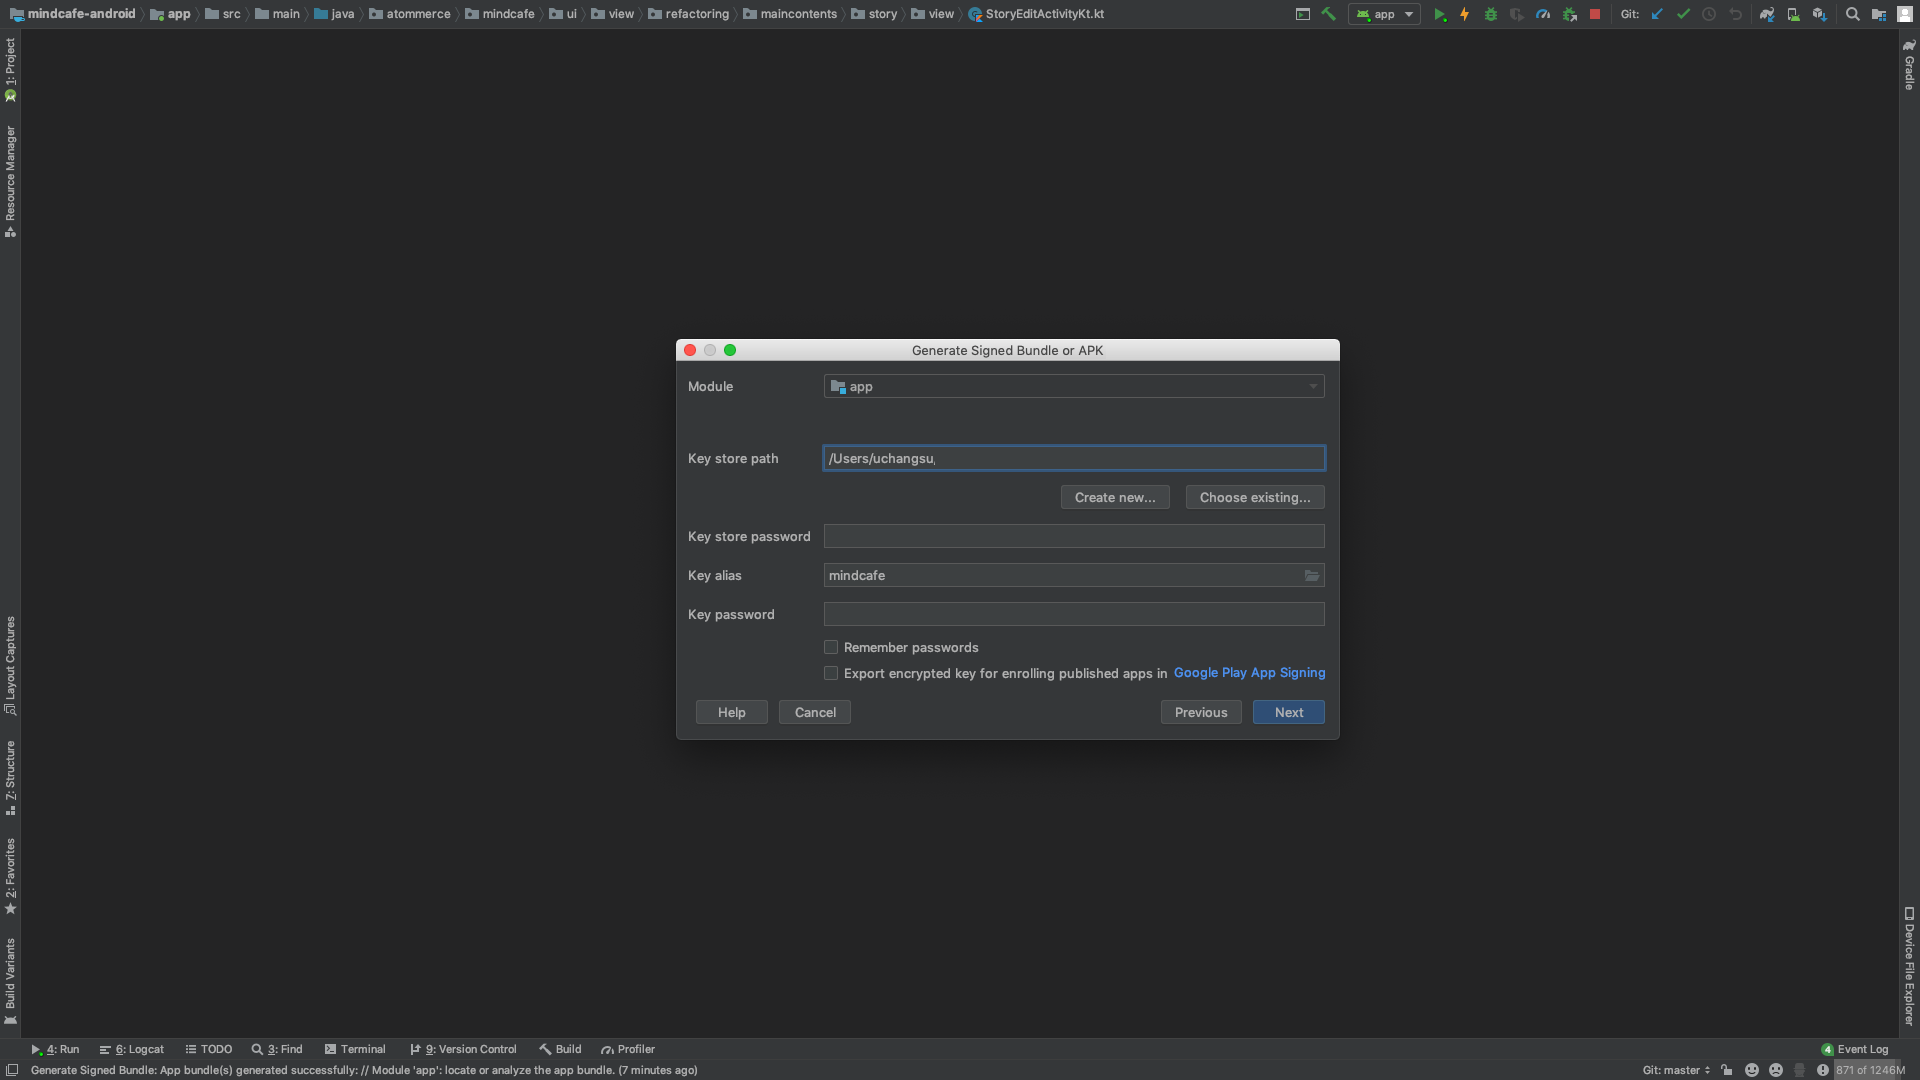 mindcafe-android app src main java atommerce mindcafe ui view refactoring maincontents story view StoryEditActivityKt.kt
app
Git:
1: Project
Resource Manager
Layout Captures
Z: Structure
2: Favorites
Build Variants
Gradle
Device File Explorer
Generate Signed Bundle or APK
Module
app
Key store path
/Users/uchangsu,
Create new...
Choose existing...
Key store password
Key alias
mindcafe
Key password
Remember passwords
Export encrypted key for enrolling published apps in Google Play App Signing
Help
Cancel
Previous
Next
4: Run
6: Logcat
TODO
3: Find
Terminal
9: Version Control
Build
Profiler
4 Event Log
Generate Signed Bundle: App bundle(s) generated successfully: // Module 'app': locate or analyze the app bundle. (7 minutes ago)
Git: master
871 of 1246M